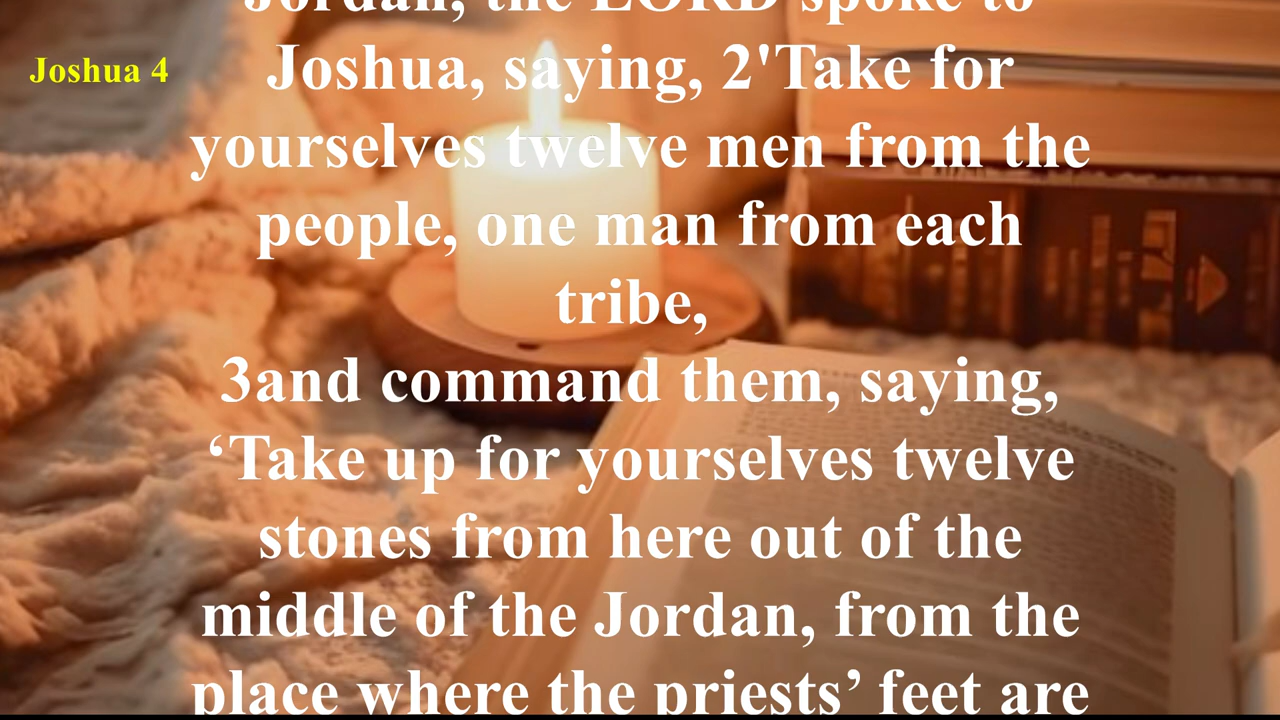 Jordan, the LORD spoke to
Joshua 4
Joshua, saying, 2'Take for
yourselves twelve men from the
people, one man from each
tribe,
3and command them, saying,
‘Take up for yourselves twelve
stones from here out of the
middle of the Jordan, from the
place where the priests’ feet are